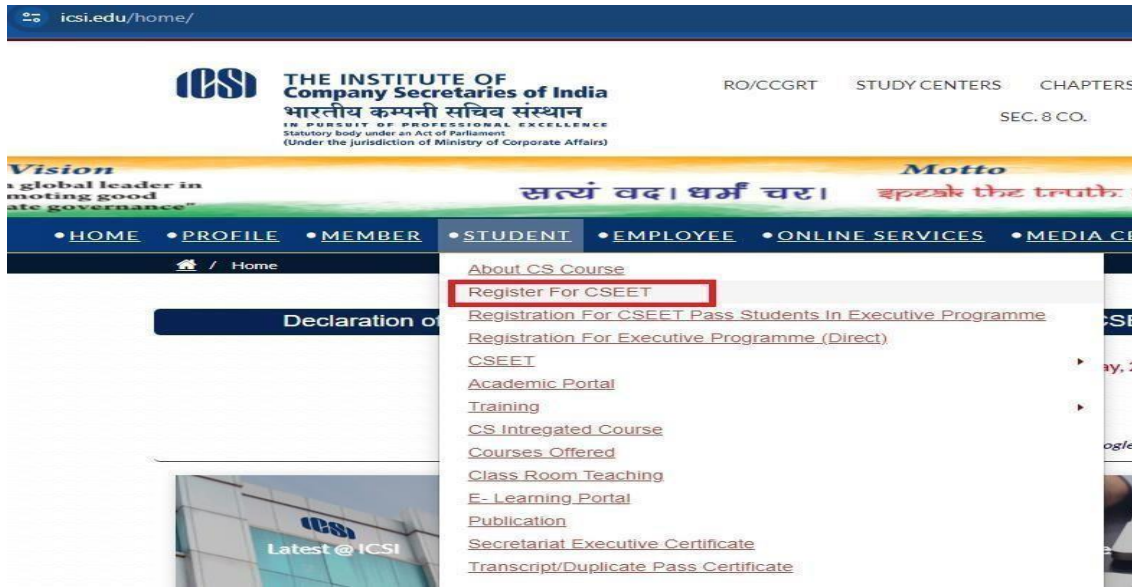 icsi.edu/home/
ICSI
THE INSTITUTE OF
Company Secretaries of India
भारतीय कम्पनी सचिव संस्थान
IN PURSUIT OF PROFESSIONAL EXCELLENCE
Statutory body under an Act of Parliament
(Under the jurisdiction of Ministry of Corporate Affairs)
RO/CCGRT STUDY CENTERS CHAPTERS
SEC. 8 CO.
Vision
global leader in
moting good
ate governance"
सत्यं वद। धर्मं चर।
Motto
speak the truth.
•HOME •PROFILE •MEMBER •STUDENT •EMPLOYEE •ONLINE SERVICES •MEDIA CE
/ Home
About CS Course
Register For CSEET
Declaration of
Registration For CSEET Pass Students In Executive Programme
Registration For Executive Programme (Direct)
CSEET
ay, 2
Academic Portal
Training
CS Intregated Course
Courses Offered
ogle
Class Room Teaching
E- Learning Portal
Publication
Secretariat Executive Certificate
Transcript/Duplicate Pass Certificate
ICSI
Latest @ ICSI